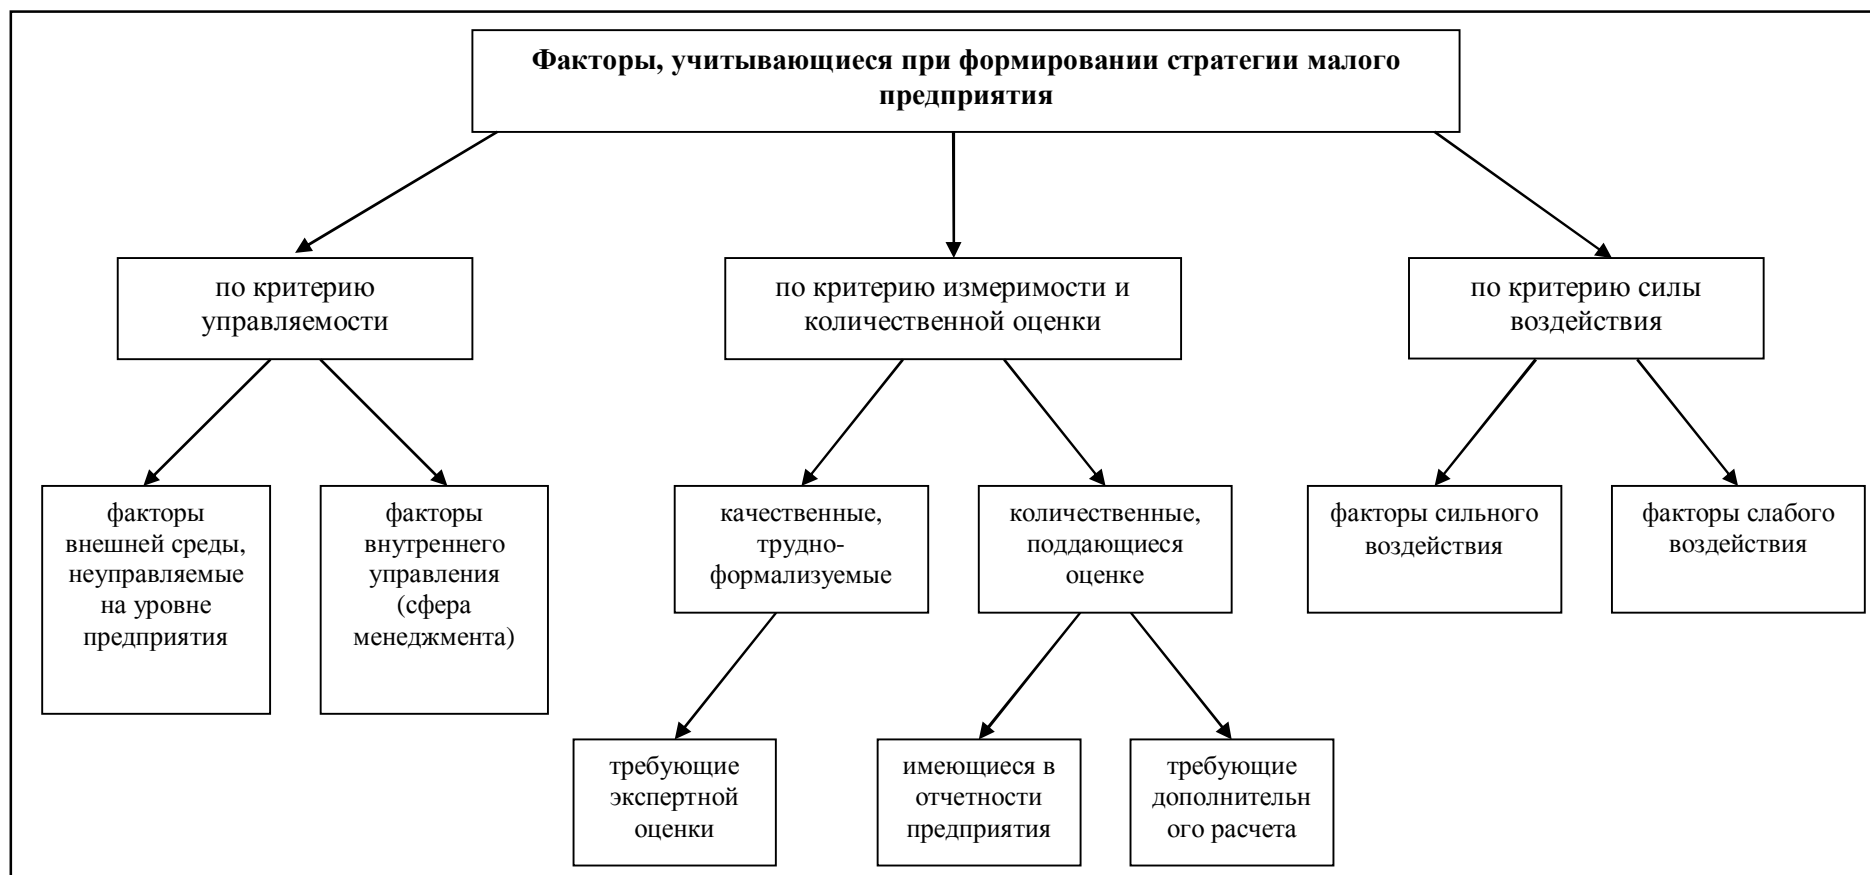 Факторы, учитывающиеся при формировании стратегии малого
предприятия
по критерию
управляемости
по критерию измеримости и
количественной оценки
по критерию силы
воздействия
факторы
внешней среды,
неуправляемые
на уровне
предприятия
факторы
внутреннего
управления
(сфера
менеджмента)
качественные,
трудно-
формализуемые
количественные,
поддающиеся
оценке
факторы сильного
воздействия
факторы слабого
воздействия
требующие
экспертной
оценки
имеющиеся в
отчетности
предприятия
требующие
дополнительн
ого расчета